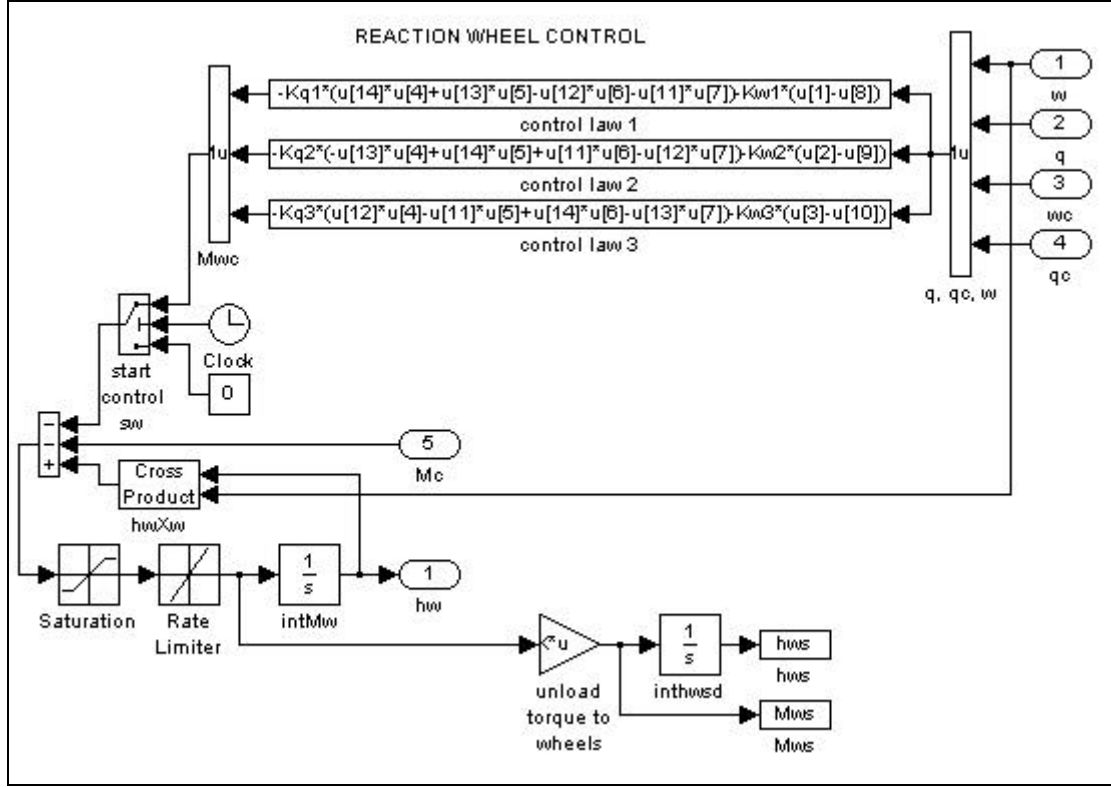 REACTION WHEEL CONTROL
-Kq1*(u[14]*u[4]+u[13]*u[5]-u[12]*u[6]-u[11]*u[7])-Kw1*(u[1]-u[8])
control law 1
-Kq2*(-u[13]*u[4]+u[14]*u[5]+u[11]*u[6]-u[12]*u[7])-Kw2*(u[2]-u[9])
control law 2
-Kq3*(u[12]*u[4]-u[11]*u[5]+u[14]*u[6]-u[13]*u[7])-Kw3*(u[3]-u[10])
control law 3
Mwc
q, qc, w
1
w
2
q
3
wc
4
qc
start
control
sw
Clock
0
−
−
+
5
Mc
Cross
Product
hwXw
Saturation
Rate
Limiter
1
s
intMw
1
hw
unload
torque to
wheels
1
s
inthwsd
hws
hws
Mws
Mws